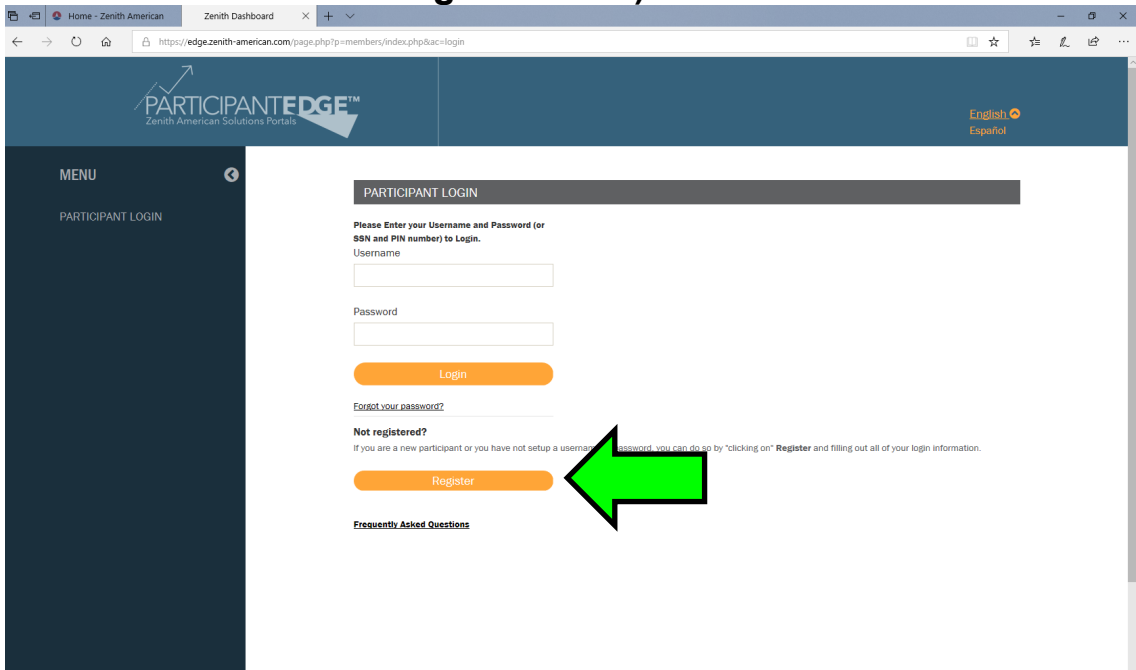 Home - Zenith American
Zenith Dashboard
https://edge.zenith-american.com/page.php?p=members/index.php&ac=login
PARTICIPANTEDGE™
Zenith American Solutions Portals
English
Español
MENU
PARTICIPANT LOGIN
PARTICIPANT LOGIN
Please Enter your Username and Password (or
SSN and PIN number) to Login.
Username
Password
Login
Forgot your password?
Not registered?
If you are a new participant or you have not setup a username password, you can do so by "clicking on" Register and filling out all of your login information.
Register
Frequently Asked Questions